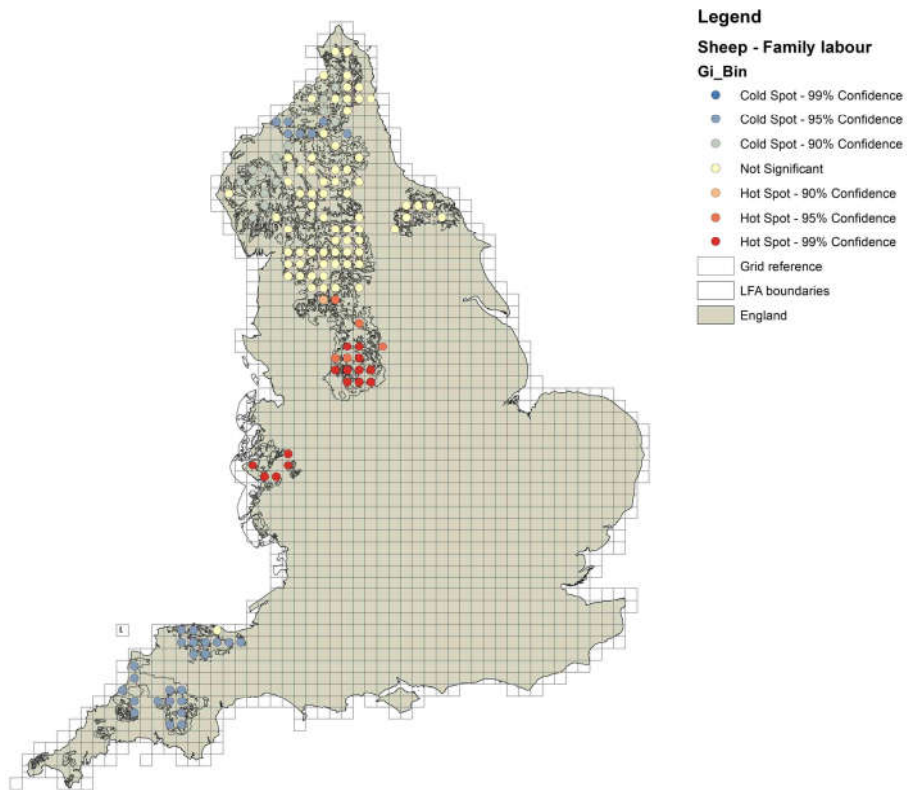 Legend
Sheep - Family labour
Gi_Bin
Cold Spot - 99% Confidence
Cold Spot - 95% Confidence
Cold Spot - 90% Confidence
Not Significant
Hot Spot - 90% Confidence
Hot Spot - 95% Confidence
Hot Spot - 99% Confidence
Grid reference
LFA boundaries
England